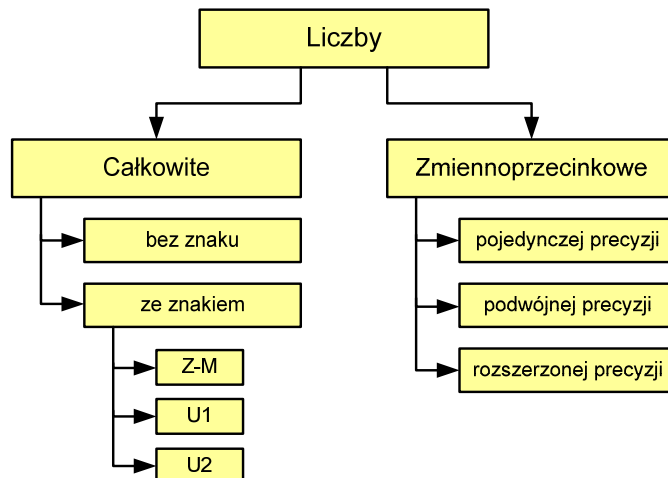 Liczby
Całkowite
bez znaku
ze znakiem
Z-M
U1
U2
Zmiennoprzecinkowe
pojedynczej precyzji
podwójnej precyzji
rozszerzonej precyzji